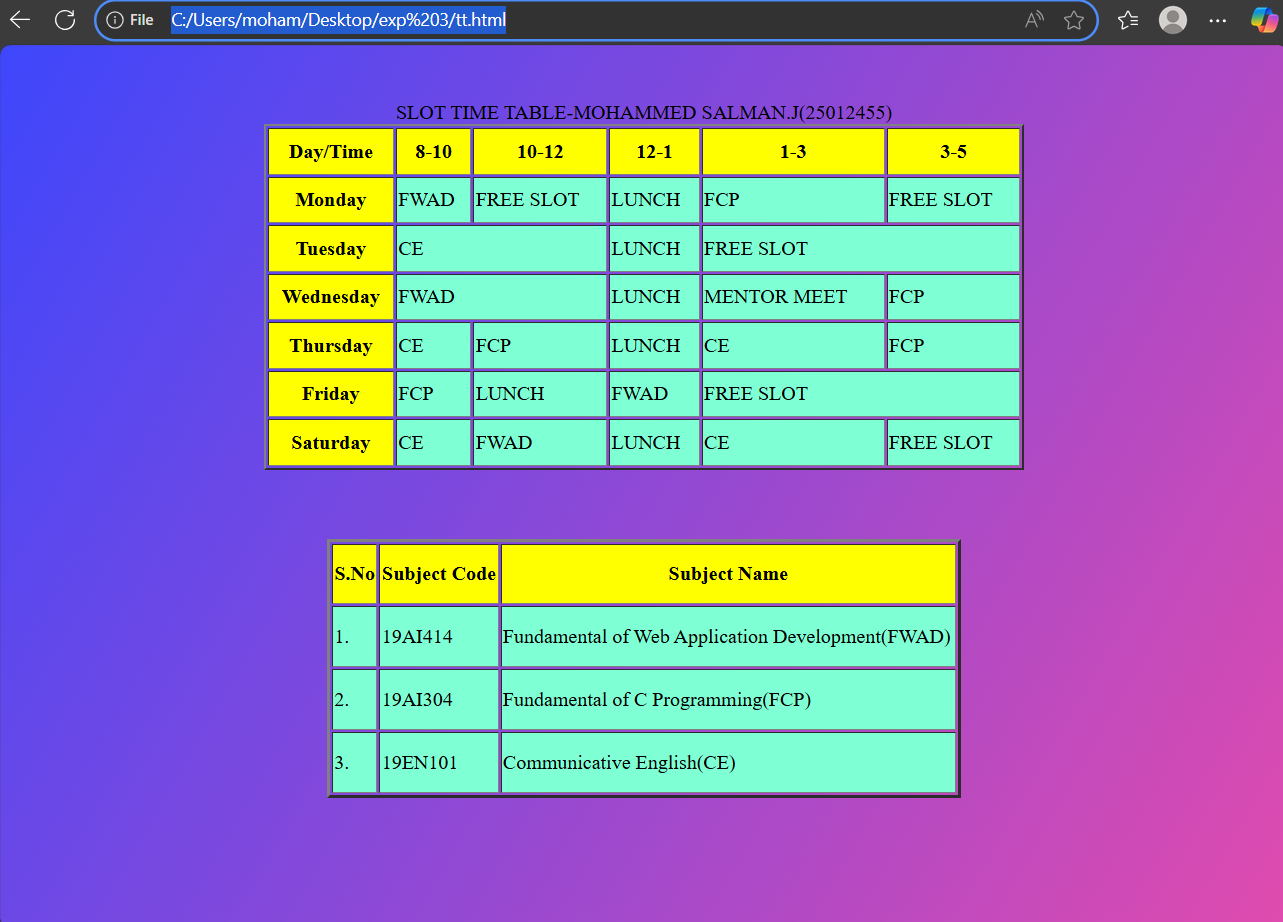 File C:/Users/moham/Desktop/exp%203/tt.html
SLOT TIME TABLE-MOHAMMED SALMAN.J(25012455)
Day/Time 8-10 10-12 12-1 1-3 3-5
Monday FWAD FREE SLOT LUNCH FCP FREE SLOT
Tuesday CE LUNCH FREE SLOT
Wednesday FWAD LUNCH MENTOR MEET FCP
Thursday CE FCP LUNCH CE FCP
Friday FCP LUNCH FWAD FREE SLOT
Saturday CE FWAD LUNCH CE FREE SLOT
S.No Subject Code Subject Name
1. 19AI414 Fundamental of Web Application Development(FWAD)
2. 19AI304 Fundamental of C Programming(FCP)
3. 19EN101 Communicative English(CE)